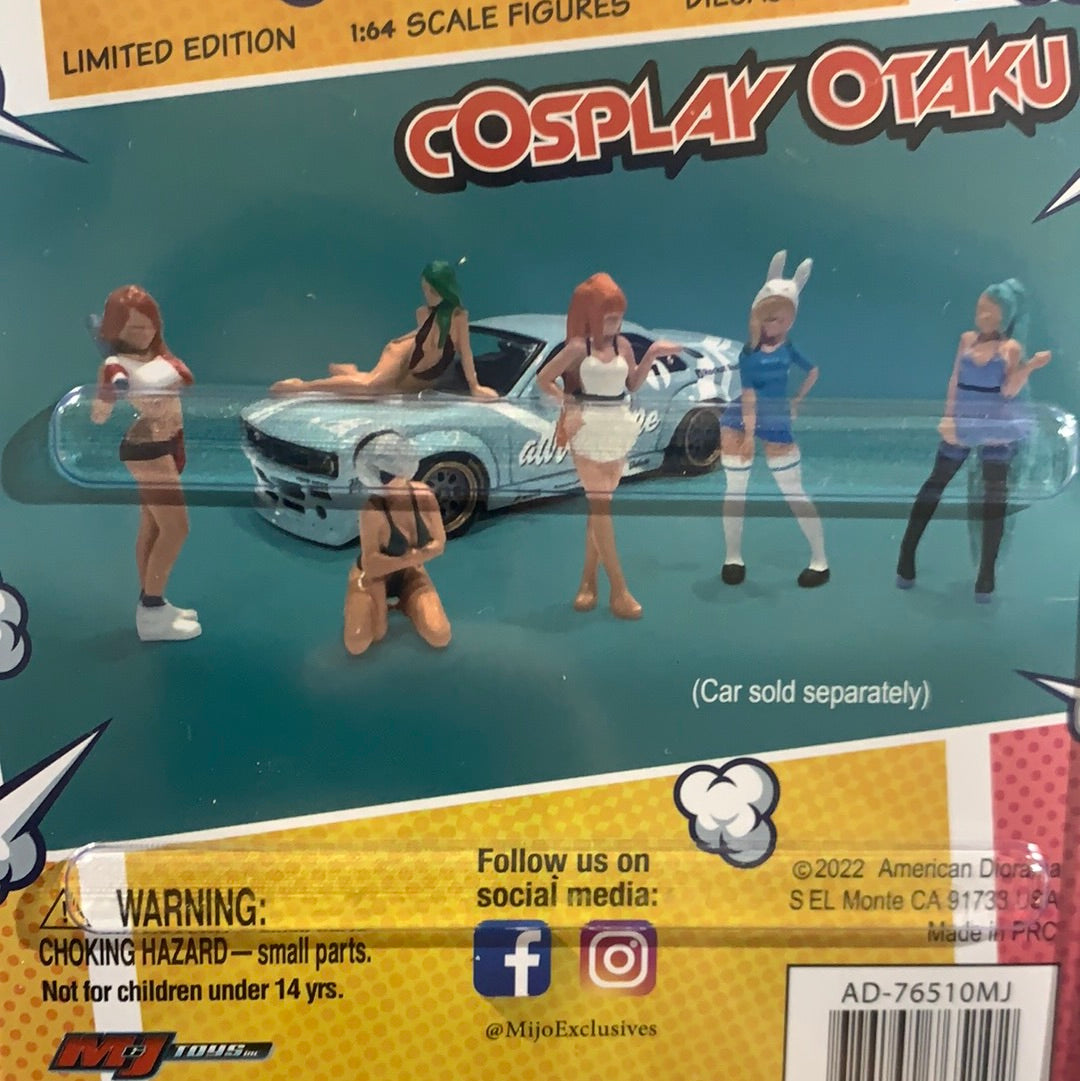 LIMITED EDITION
1:64 SCALE FIGURES
COSPLAY OTAKU
(Car sold separately)
WARNING:
CHOKING HAZARD — small parts.
Not for children under 14 yrs.
M&J TOYS inc
Follow us on
social media:
@MijoExclusives
©2022 American Diorama
S EL Monte CA 91733 USA
Made in PRC
AD-76510MJ